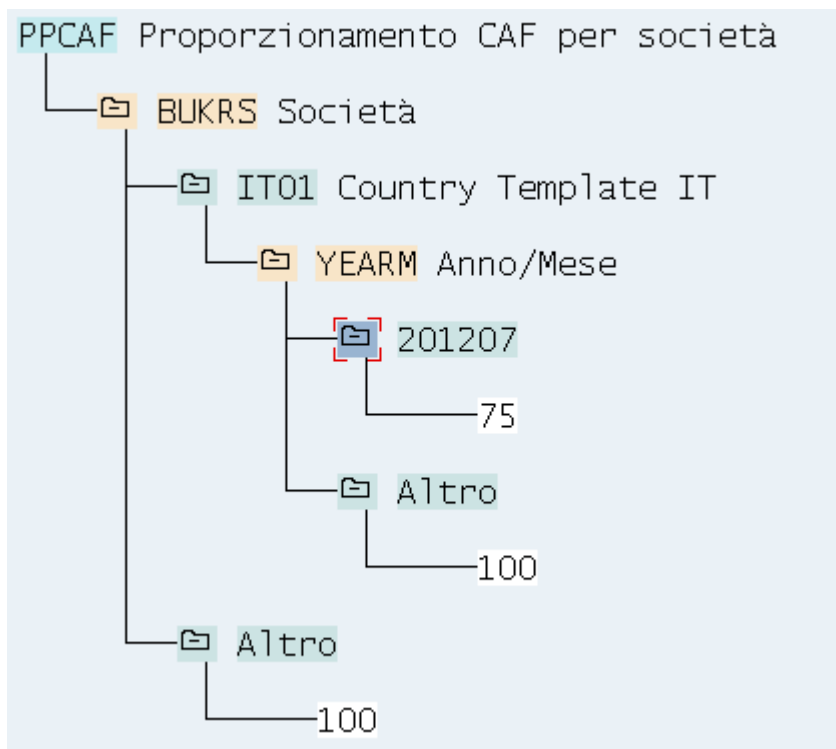 PPCAF Proporzionamento CAF per società
BUKRS Società
IT01 Country Template IT
YEARM Anno/Mese
201207
75
Altro
100
Altro
100